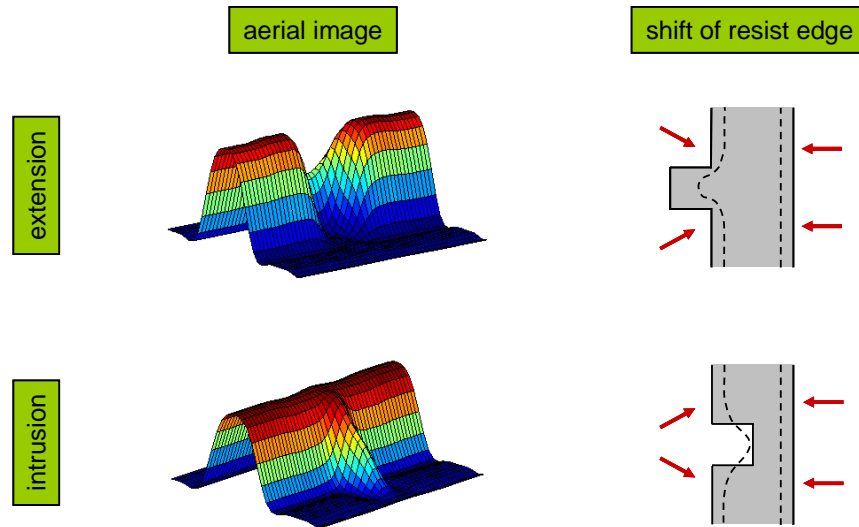 aerial image
shift of resist edge
extension
intrusion